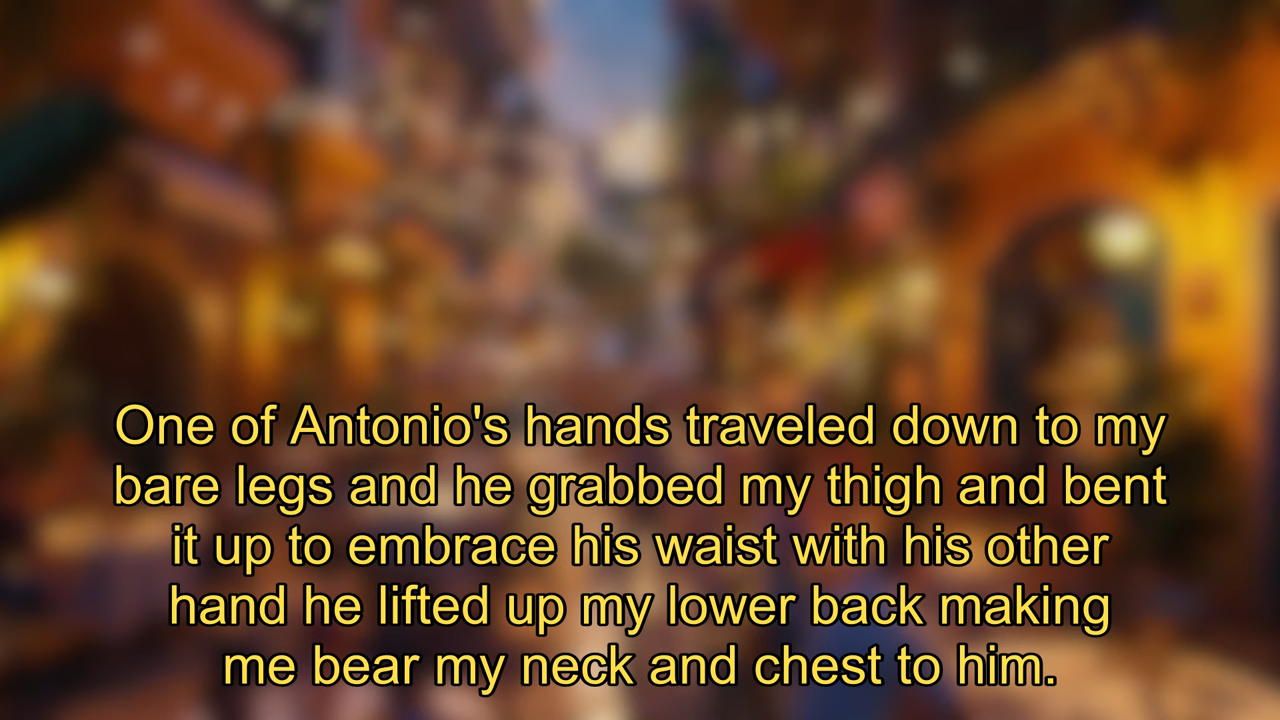 One of Antonio's hands traveled down to my
bare legs and he grabbed my thigh and bent
it up to embrace his waist with his other
hand he lifted up my lower back making
me bear my neck and chest to him.